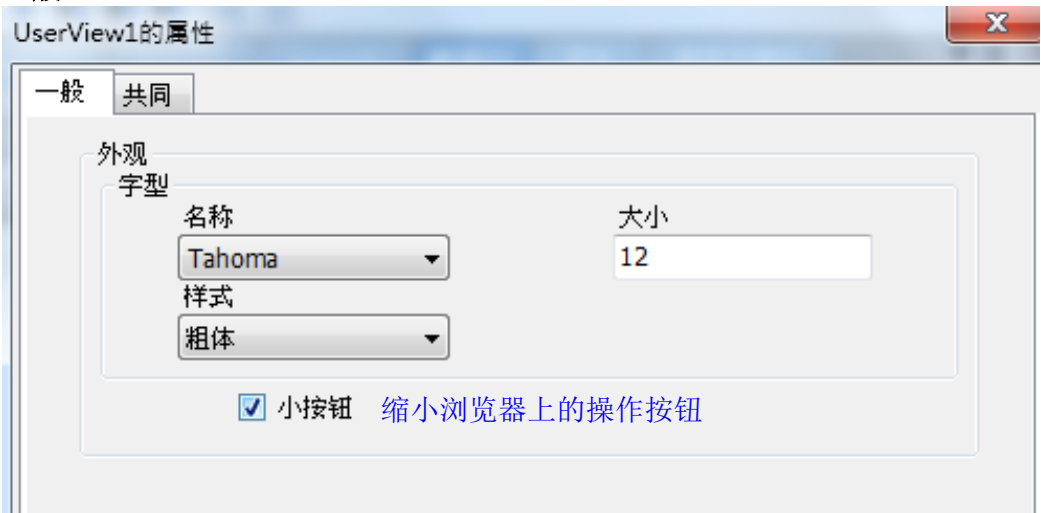 UserView1的属性
一般 共同
外观
字型
名称 大小
Tahoma 12
样式
粗体
小按钮 缩小浏览器上的操作按钮